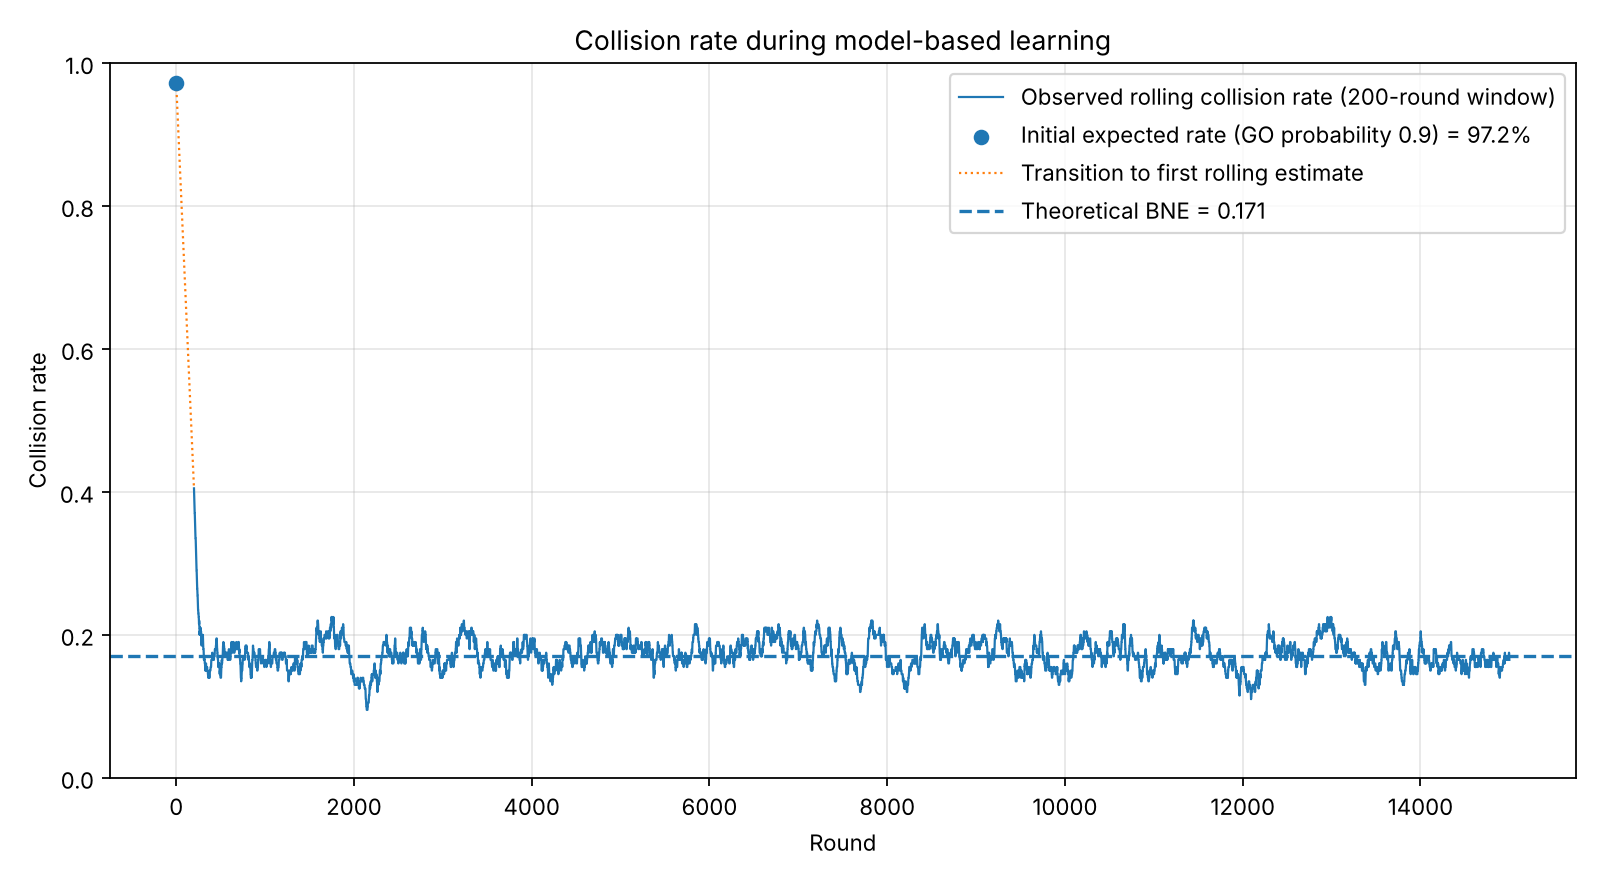 Collision rate during model-based learning
Observed rolling collision rate (200-round window)
Initial expected rate (GO probability 0.9) = 97.2%
Transition to first rolling estimate
Theoretical BNE = 0.171
Collision rate
1.0
0.8
0.6
0.4
0.2
0.0
0
2000
4000
6000
8000
10000
12000
14000
Round